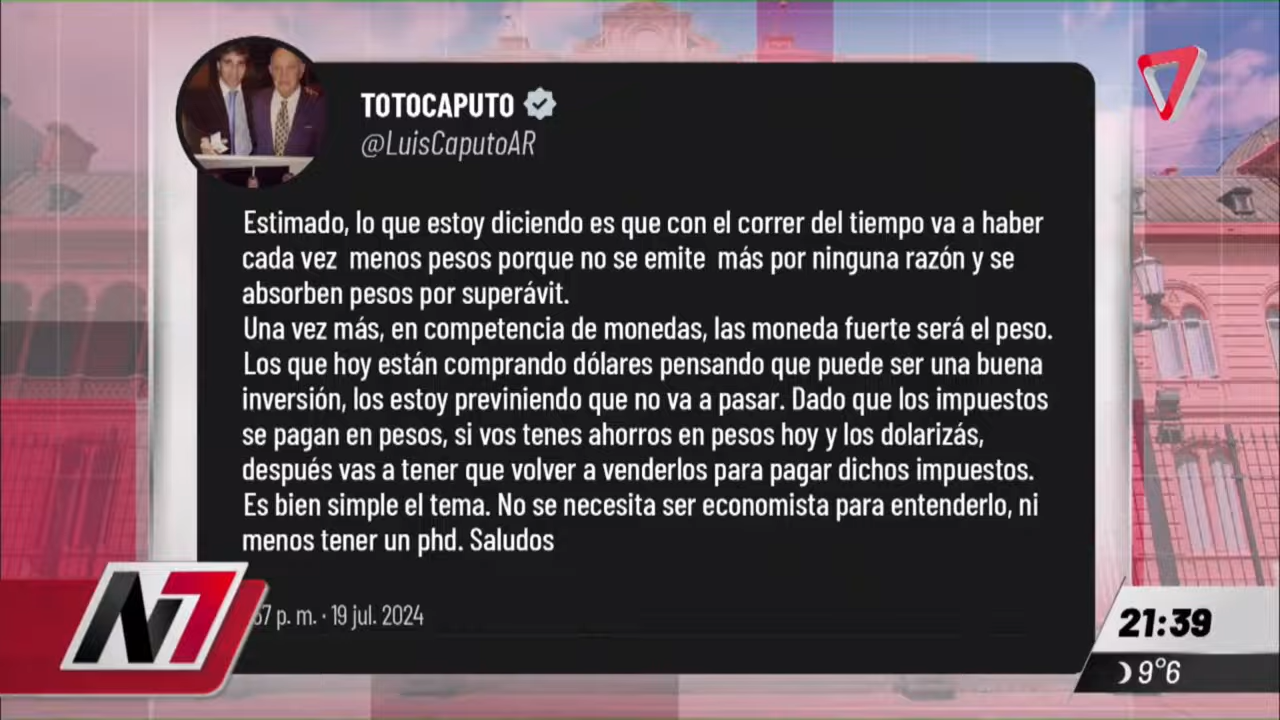 TOTOCAPUTO
@LuisCaputoAR
Estimado, lo que estoy diciendo es que con el correr del tiempo va a haber
cada vez menos pesos porque no se emite más por ninguna razón y se
absorben pesos por superávit.
Una vez más, en competencia de monedas, las moneda fuerte será el peso.
Los que hoy están comprando dólares pensando que puede ser una buena
inversión, los estoy previniendo que no va a pasar. Dado que los impuestos
se pagan en pesos, si vos tenes ahorros en pesos hoy y los dolarizás,
después vas a tener que volver a venderlos para pagar dichos impuestos.
Es bien simple el tema. No se necesita ser economista para entenderlo, ni
menos tener un phd. Saludos
p. m. · 19 jul. 2024
N7
21:39
9°6